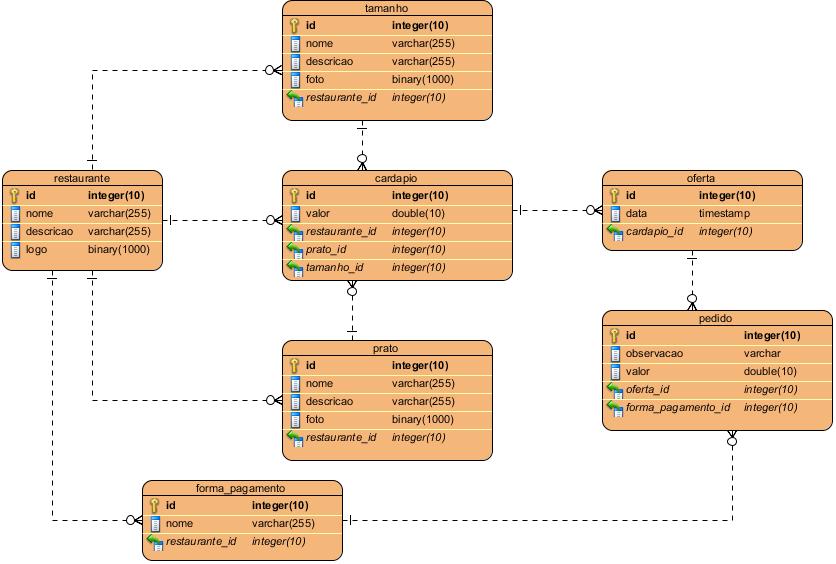 tamanho
id integer(10)
nome varchar(255)
descricao varchar(255)
foto binary(1000)
restaurante_id integer(10)
restaurante
id integer(10)
nome varchar(255)
descricao varchar(255)
logo binary(1000)
cardapio
id integer(10)
valor double(10)
restaurante_id integer(10)
prato_id integer(10)
tamanho_id integer(10)
oferta
id integer(10)
data timestamp
cardapio_id integer(10)
prato
id integer(10)
nome varchar(255)
descricao varchar(255)
foto binary(1000)
restaurante_id integer(10)
pedido
id integer(10)
observacao varchar
valor double(10)
oferta_id integer(10)
forma_pagamento_id integer(10)
forma_pagamento
id integer(10)
nome varchar(255)
restaurante_id integer(10)